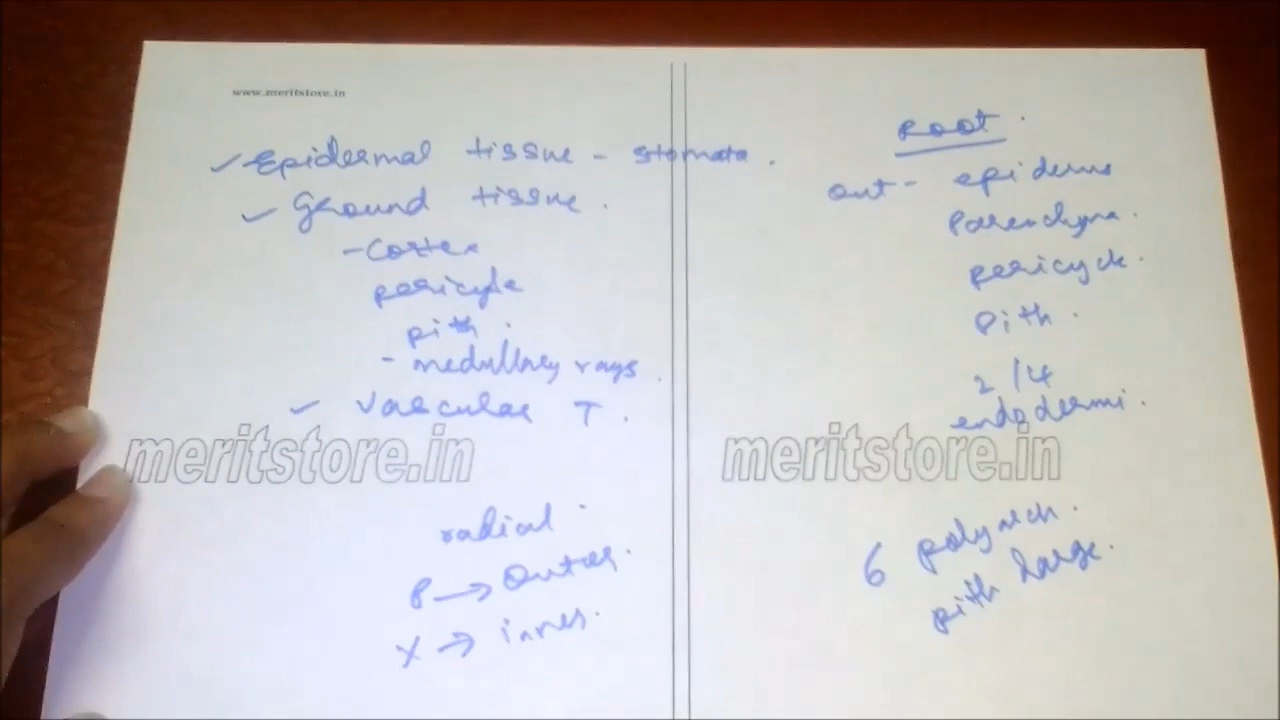 www.meritstore.in
✓ Epidermal tissue - stomata.
✓ Ground tissue.
- Cortex
pericycle
pith.
- medullary rays.
✓ Vascular T.
meritstore.in
radial
P → Outer.
X → inner.
Root.
Out - epidermis
Parenchyma.
pericycle.
Pith.
2/4
endodermi.
meritstore.in
6 polyarch.
pith large.